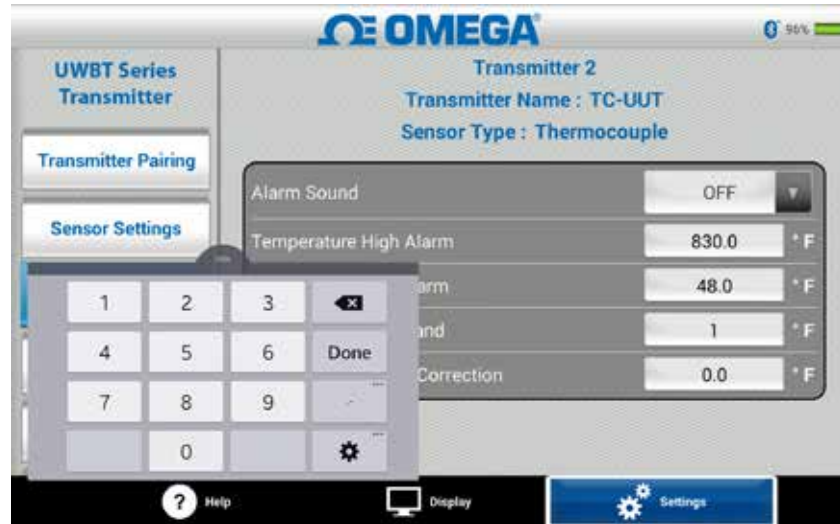 OMEGA
96%
UWBT Series
Transmitter
Transmitter 2
Transmitter Name : TC-UUT
Sensor Type : Thermocouple
Transmitter Pairing
Sensor Settings
Alarm Sound
OFF
Temperature High Alarm
830.0
° F
arm
48.0
° F
and
1
° F
Correction
0.0
° F
1
2
3
4
5
6
Done
7
8
9
0
? Help
Display
Settings